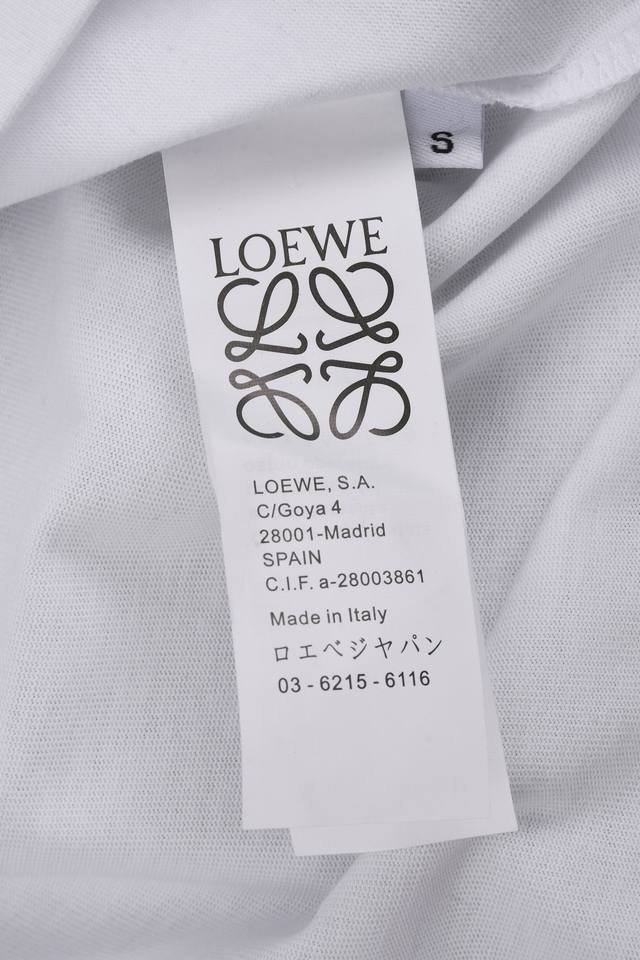 S
LOEWE
LOEWE, S.A.
C/Goya 4
28001-Madrid
SPAIN
C.I.F. a-28003861
Made in Italy
ロエベジャパン
03 - 6215 - 6116